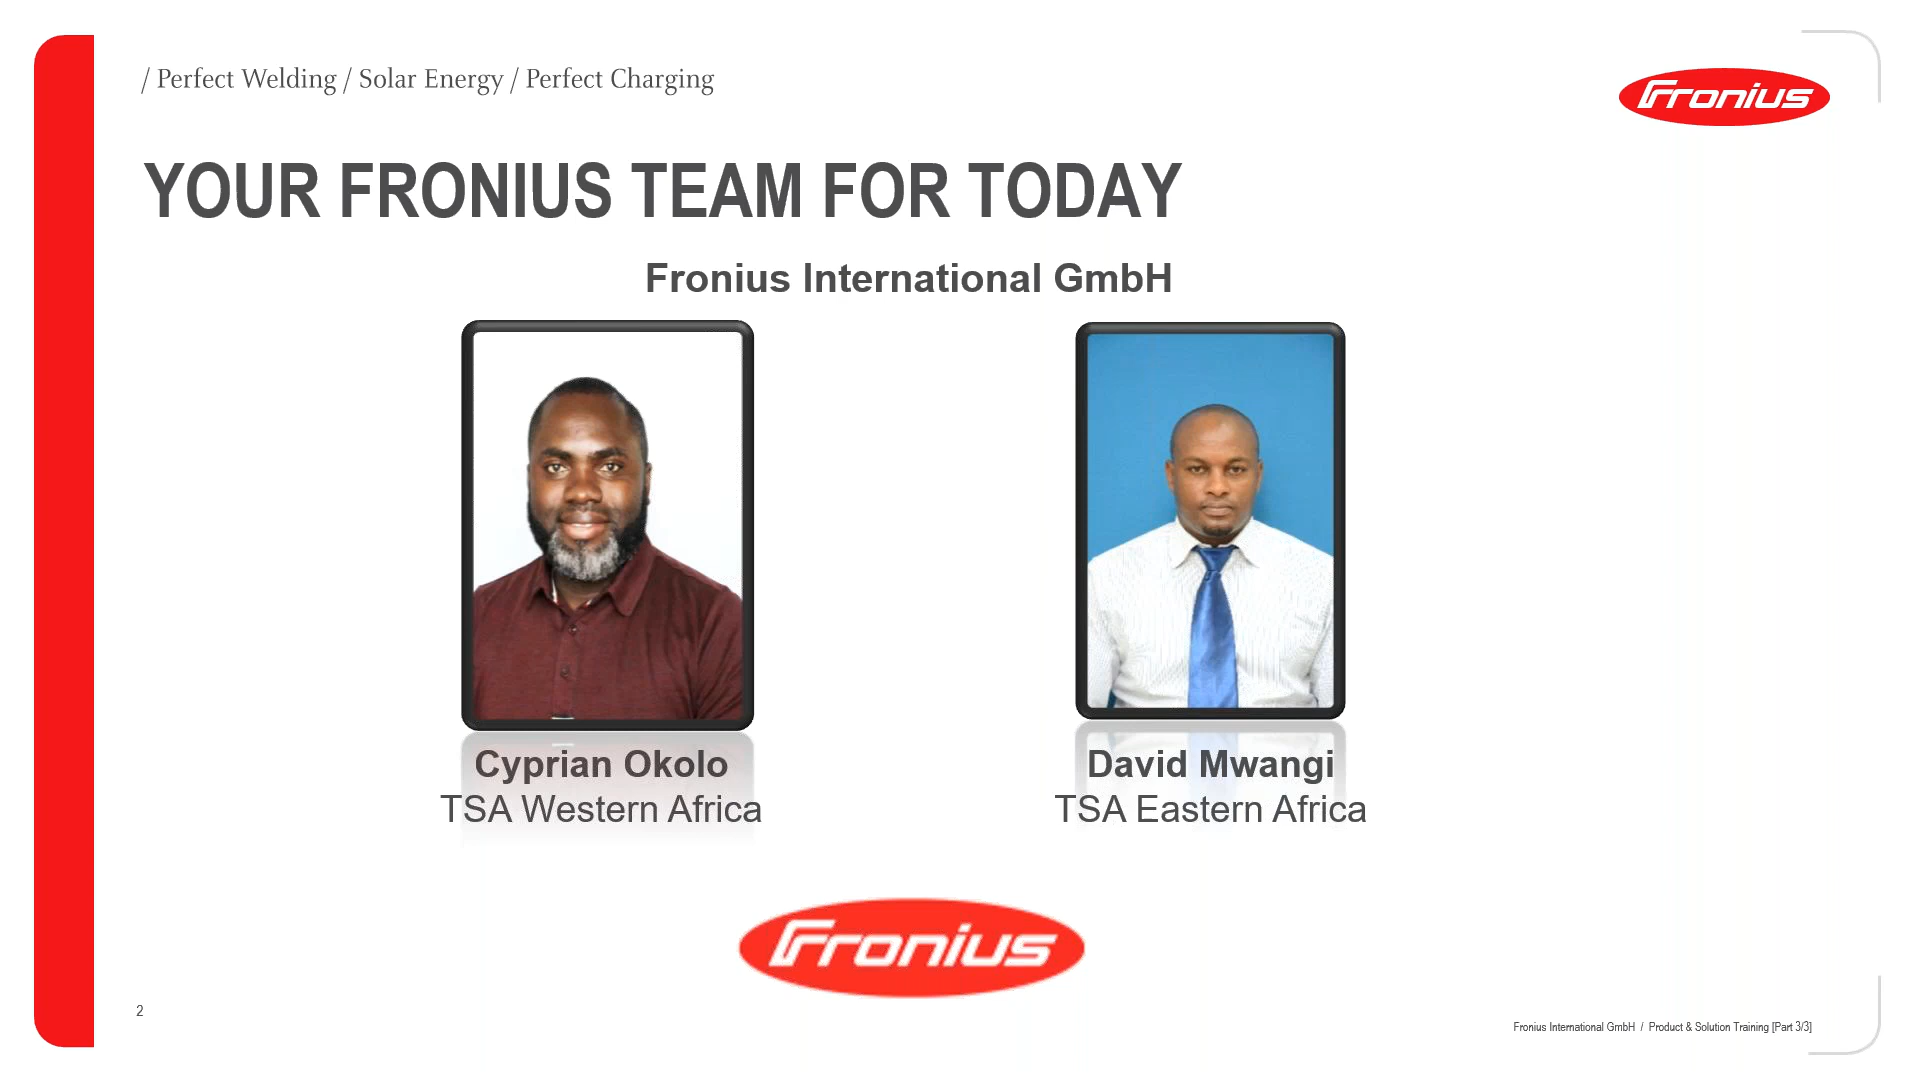 / Perfect Welding / Solar Energy / Perfect Charging
Fronius
YOUR FRONIUS TEAM FOR TODAY
Fronius International GmbH
Cyprian Okolo
TSA Western Africa
David Mwangi
TSA Eastern Africa
Fronius
2
Fronius International GmbH / Product & Solution Training [Part 3/3]